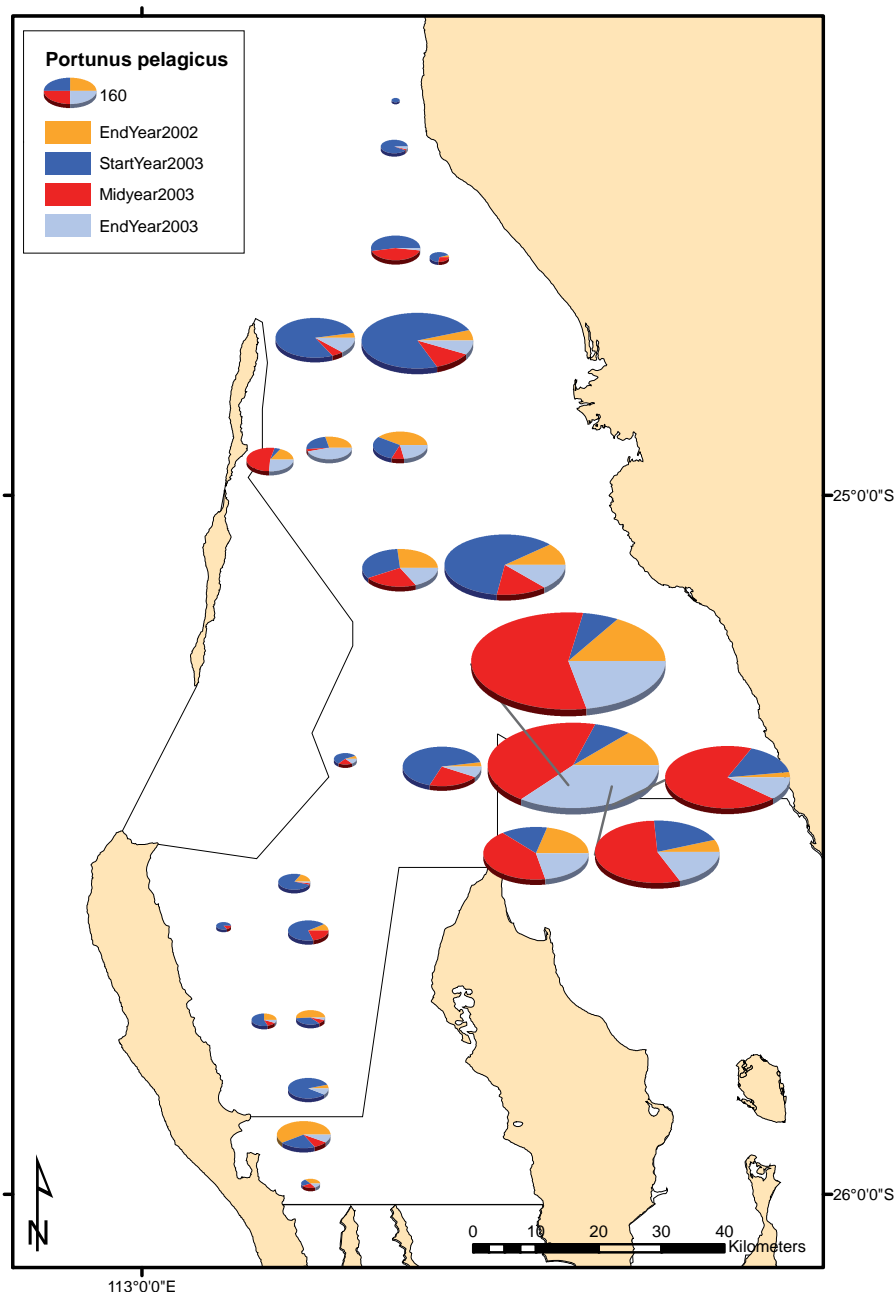 Portunus pelagicus
160
EndYear2002
StartYear2003
Midyear2003
EndYear2003
25°0'0"S
26°0'0"S
N
0 10 20 30 40
Kilometers
113°0'0"E